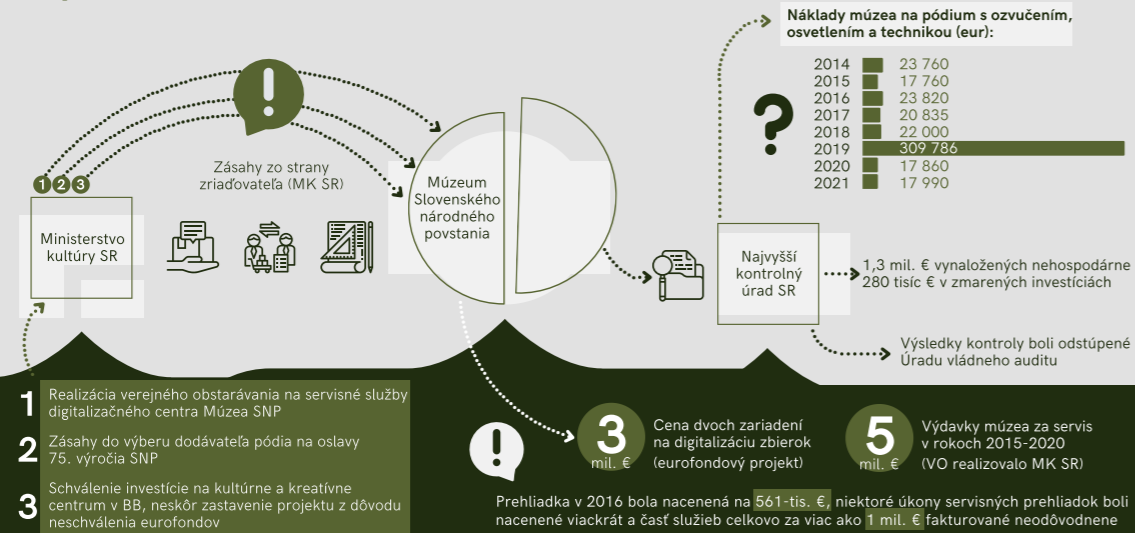 Náklady múzea na pódium s ozvučením,
osvetlením a technikou (eur):
2014 23 760
2015 17 760
2016 23 820
2017 20 835
2018 22 000
2019 309 786
2020 17 860
2021 17 990
?
!
Zásahy zo strany
zriaďovateľa (MK SR)
1 2 3
Ministerstvo
kultúry SR
Múzeum
Slovenského
národného
povstania
Najvyšší
kontrolný
úrad SR
1,3 mil. € vynaložených nehospodárne
280 tisíc € v zmarených investíciách
Výsledky kontroly boli odstúpené
Úradu vládneho auditu
1 Realizácia verejného obstarávania na servisné služby
digitalizačného centra Múzea SNP
2 Zásahy do výberu dodávateľa pódia na oslavy
75. výročia SNP
3 Schválenie investície na kultúrne a kreatívne
centrum v BB, neskôr zastavenie projektu z dôvodu
neschválenia eurofondov
!
3
mil. €
Cena dvoch zariadení
na digitalizáciu zbierok
(eurofondový projekt)
5
mil. €
Výdavky múzea za servis
v rokoch 2015-2020
(VO realizovalo MK SR)
Prehliadka v 2016 bola nacenená na 561-tis. €, niektoré úkony servisných prehliadok boli
nacenené viackrát a časť služieb celkovo za viac ako 1 mil. € fakturované neodôvodnene